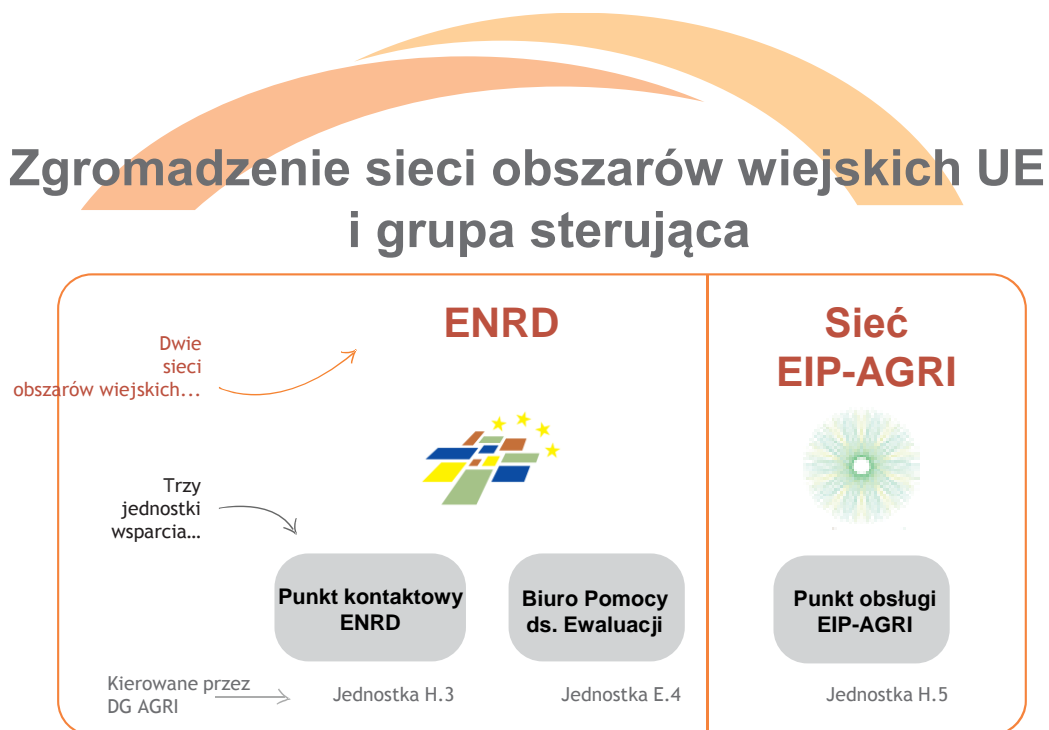 Zgromadzenie sieci obszarów wiejskich UE
i grupa sterująca
ENRD
Sieć
EIP-AGRI
Dwie
sieci
obszarów wiejskich...
Trzy
jednostki
wsparcia…
Punkt kontaktowy
ENRD
Biuro Pomocy
ds. Ewaluacji
Punkt obsługi
EIP-AGRI
Kierowane przez
DG AGRI
Jednostka H.3
Jednostka E.4
Jednostka H.5